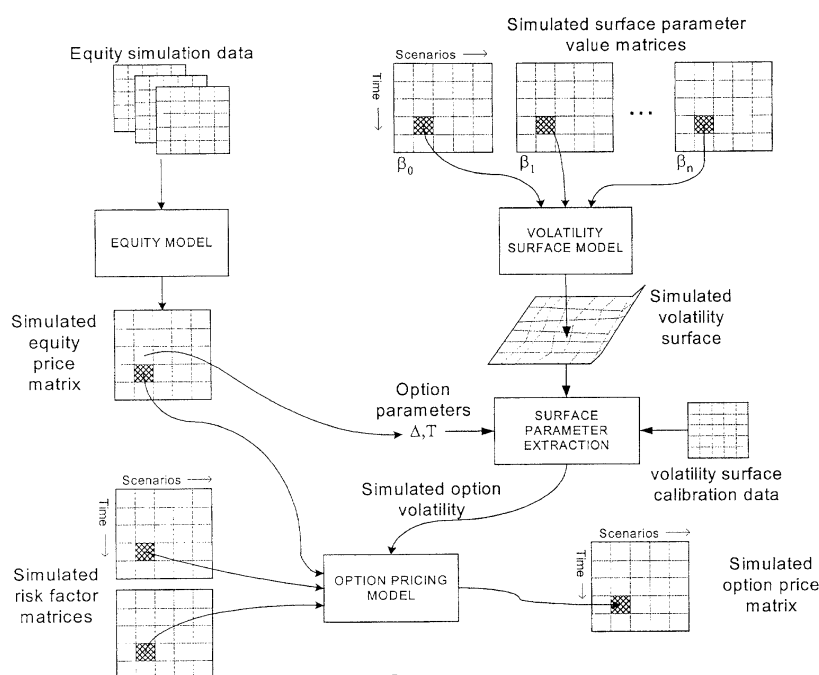 Equity simulation data
Simulated surface parameter
value matrices
Scenarios
Time
β0
β1
...
βn
EQUITY MODEL
VOLATILITY
SURFACE MODEL
Simulated
equity
price
matrix
Simulated
volatility
surface
Option
parameters
Δ,T
SURFACE
PARAMETER
EXTRACTION
volatility surface
calibration data
Simulated option
volatility
Scenarios
Time
Simulated
risk factor
matrices
OPTION PRICING
MODEL
Scenarios
Time
Simulated
option price
matrix